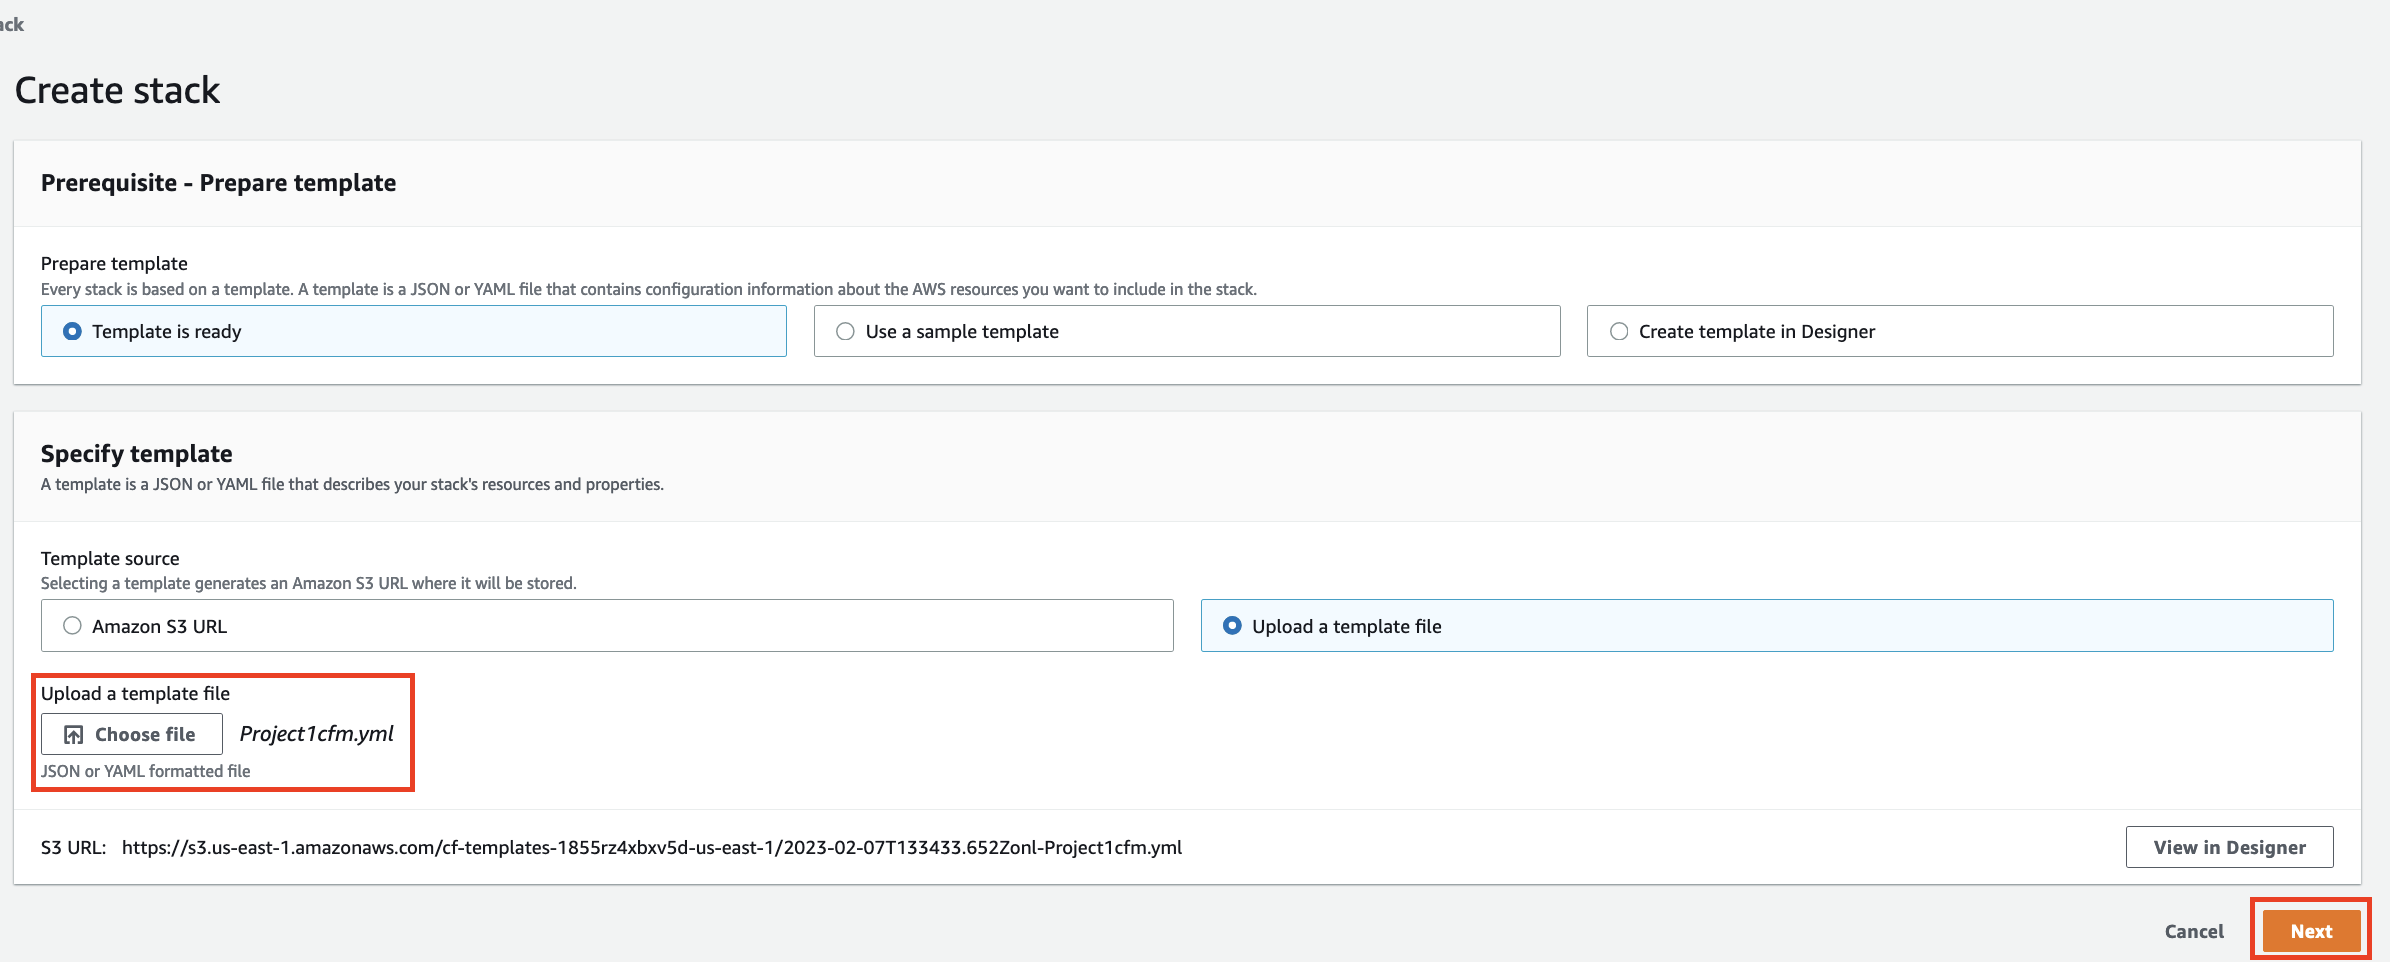 Create stack
Prerequisite - Prepare template
Prepare template
Every stack is based on a template. A template is a JSON or YAML file that contains configuration information about the AWS resources you want to include in the stack.
Template is ready
Use a sample template
Create template in Designer
Specify template
A template is a JSON or YAML file that describes your stack's resources and properties.
Template source
Selecting a template generates an Amazon S3 URL where it will be stored.
Amazon S3 URL
Upload a template file
Upload a template file
Choose file
Project1cfm.yml
JSON or YAML formatted file
S3 URL: https://s3.us-east-1.amazonaws.com/cf-templates-1855rz4xbxv5d-us-east-1/2023-02-07T133433.652Zonl-Project1cfm.yml
View in Designer
Cancel
Next